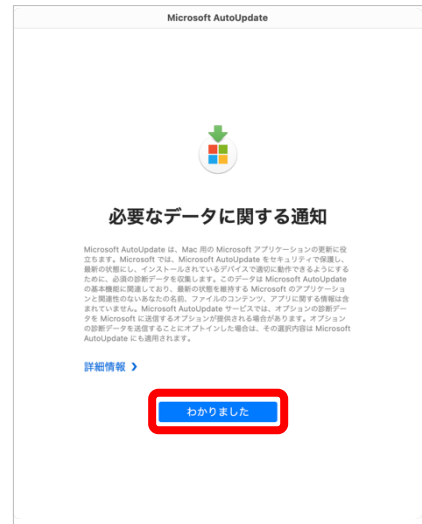 Microsoft AutoUpdate
必要なデータに関する通知
Microsoft AutoUpdate は、Mac 用の Microsoft アプリケーションの更新に役
立ちます。Microsoft では、Microsoft AutoUpdate をセキュリティで保護し、
最新の状態にし、インストールされているデバイスで適切に動作できるようにする
ために、必須の診断データを収集します。このデータは Microsoft AutoUpdate
の基本機能に関連しており、最新の状態を維持する Microsoft のアプリケーショ
ンと関連性のないあなたの名前、ファイルのコンテンツ、アプリに関する情報は含
まれていません。Microsoft AutoUpdate サービスでは、オプションの診断デー
タを Microsoft に送信するオプションが提供される場合があります。オプション
の診断データを送信することにオプトインした場合は、その選択内容は Microsoft
AutoUpdate にも適用されます。
詳細情報 ❯
わかりました